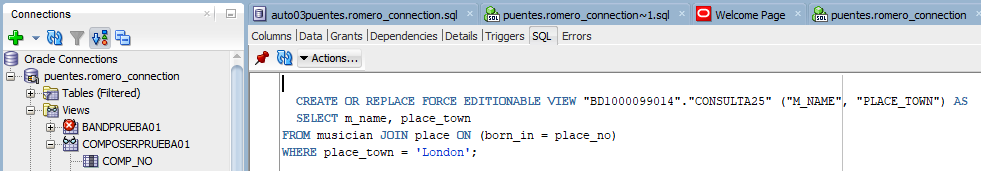 Connections
auto03puentes.romero_connection.sql
puentes.romero_connection~1.sql
Welcome Page
puentes.romero_connection
Columns Data Grants Dependencies Details Triggers SQL Errors
Actions...
Oracle Connections
puentes.romero_connection
Tables (Filtered)
Views
BANDPRUEBA01
COMPOSERPRUEBA01
COMP_NO
CREATE OR REPLACE FORCE EDITIONABLE VIEW "BD1000099014"."CONSULTA25" ("M_NAME", "PLACE_TOWN") AS
SELECT m_name, place_town
FROM musician JOIN place ON (born_in = place_no)
WHERE place_town = 'London';